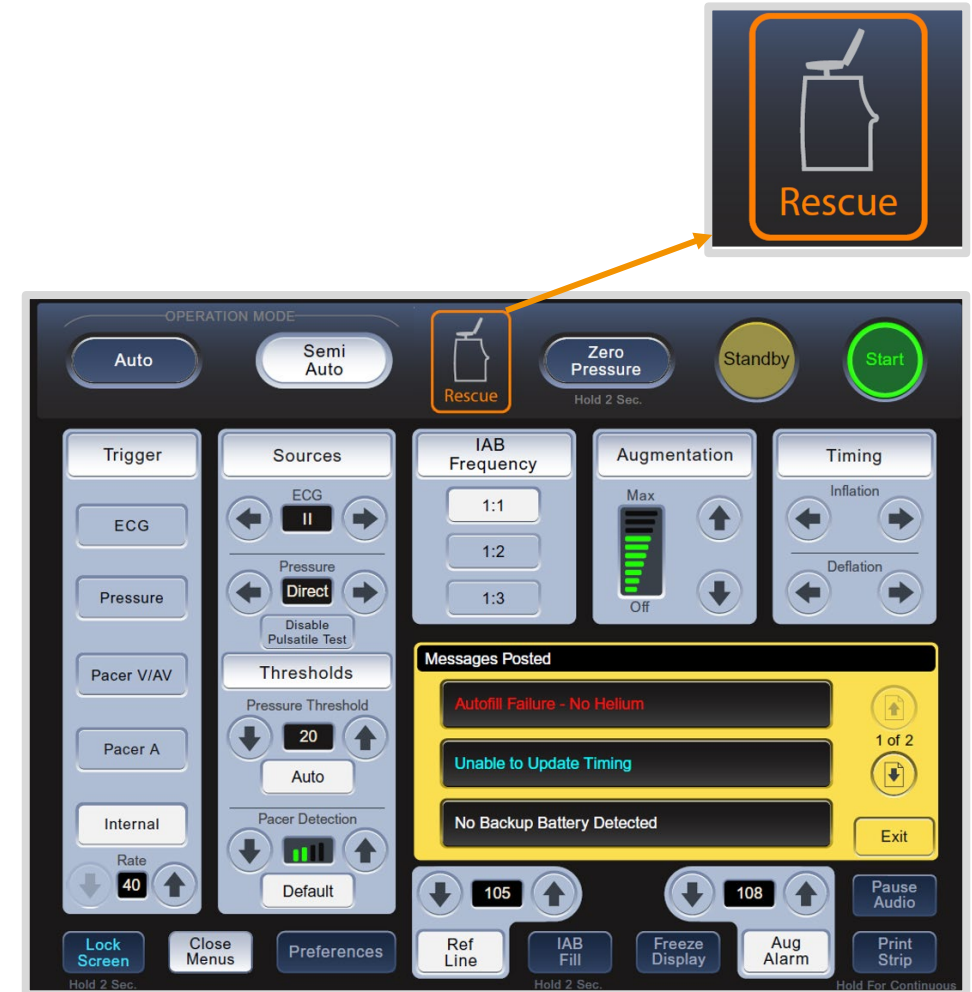 Rescue
OPERATION MODE
Auto
Semi
Auto
Rescue
Zero
Pressure
Hold 2 Sec.
Standby
Start
Trigger
ECG
Pressure
Pacer V/AV
Pacer A
Internal
Rate
40
Sources
ECG
II
Pressure
Direct
Disable
Pulsatile Test
Thresholds
Pressure Threshold
20
Auto
Pacer Detection
Default
IAB
Frequency
1:1
1:2
1:3
Augmentation
Max
Off
Timing
Inflation
Deflation
Messages Posted
Autofill Failure - No Helium
Unable to Update Timing
No Backup Battery Detected
1 of 2
Exit
105
108
Pause
Audio
Lock
Screen
Hold 2 Sec.
Close
Menus
Preferences
Ref
Line
IAB
Fill
Hold 2 Sec.
Freeze
Display
Aug
Alarm
Print
Strip
Hold For Continuous